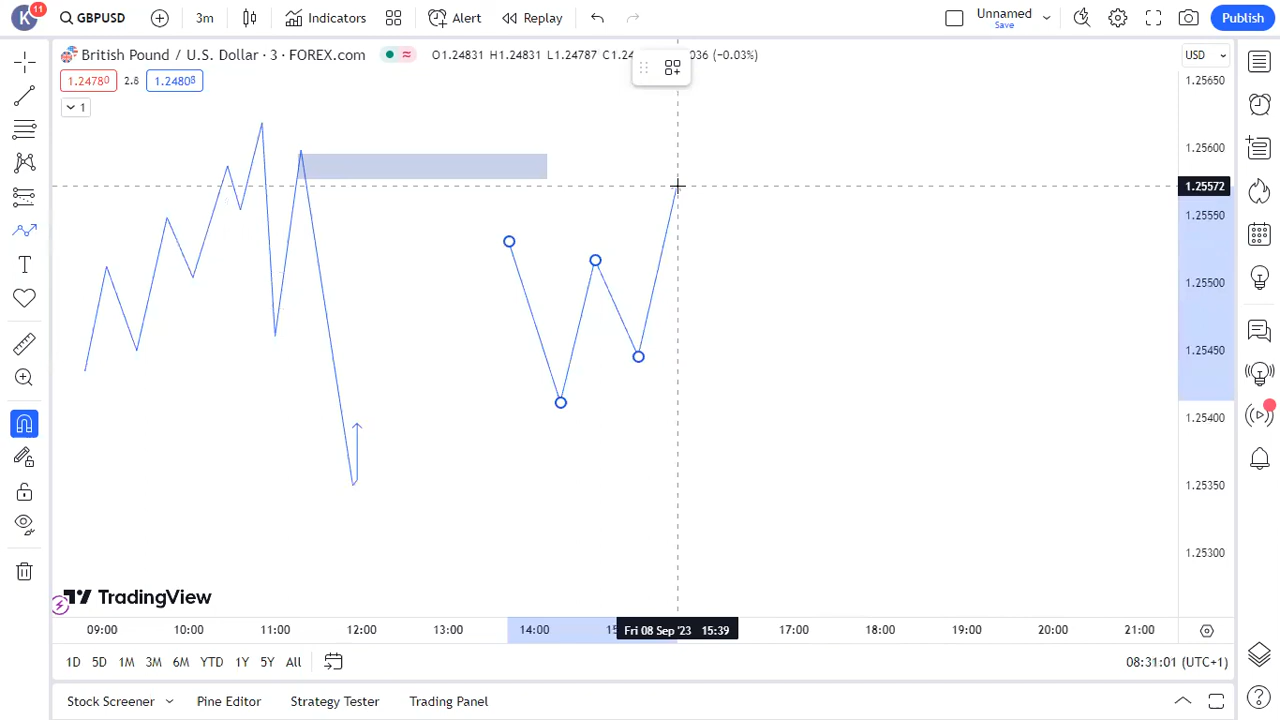 K 11 GBPUSD 3m Indicators Alert Replay Unnamed Save Publish
British Pound / U.S. Dollar · 3 · FOREX.com O1.24831 H1.24831 L1.24787 C1.24 036 (−0.03%) USD
1.24780 2.8 1.24808
1
1.25650
1.25600
1.25572
1.25550
1.25500
1.25450
1.25400
1.25350
1.25300
TradingView
09:00 10:00 11:00 12:00 13:00 14:00 15 Fri 08 Sep '23 15:39 17:00 18:00 19:00 20:00 21:00
1D 5D 1M 3M 6M YTD 1Y 5Y All 08:31:01 (UTC+1)
Stock Screener Pine Editor Strategy Tester Trading Panel